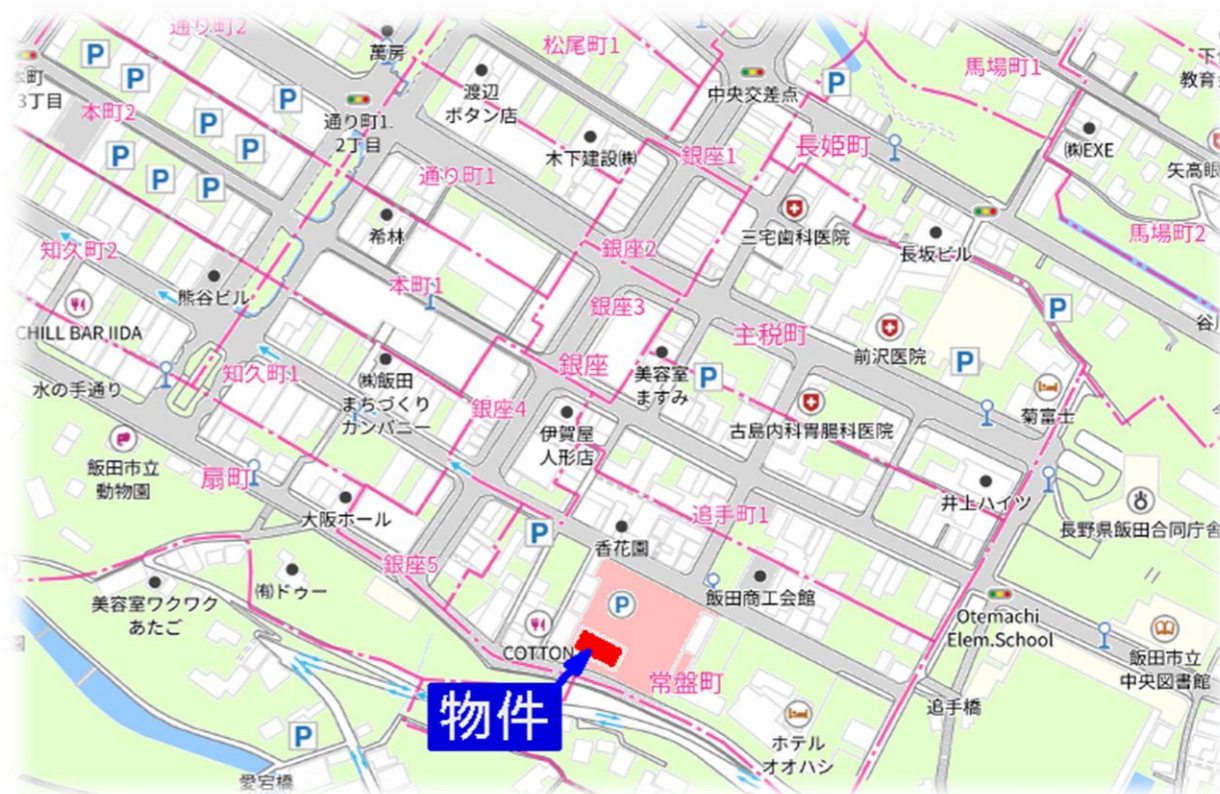 通り町2
萬房
松尾町1
P
P
P
渡辺
ボタン店
中央交差点
P
馬場町1
教育
本町
3丁目
本町2
P
P
P
P
P
通り町1.
2丁目
木下建設㈱
銀座1
長姫町
㈱EXE
矢高眼
通り町1
希林
三宅歯科医院
長坂ビル
馬場町2
知久町2
熊谷ビル
本町1
銀座2
銀座3
主税町
前沢医院
P
P
CHILL BAR IIDA
水の手通り
知久町1
㈱飯田
まちづくり
カンパニー
銀座4
銀座
美容室
ますみ
P
菊富士
伊賀屋
人形店
古島内科胃腸科医院
飯田市立
動物園
扇町
大阪ホール
井上ハイツ
長野県飯田合同庁舎
追手町1
P
香花園
銀座5
㈲ドゥー
美容室ワクワク
あたご
P
飯田商工会館
Otemachi
Elem.School
飯田市立
中央図書館
COTTON
常盤町
追手橋
物件
P
ホテル
オオハシ
愛宕橋